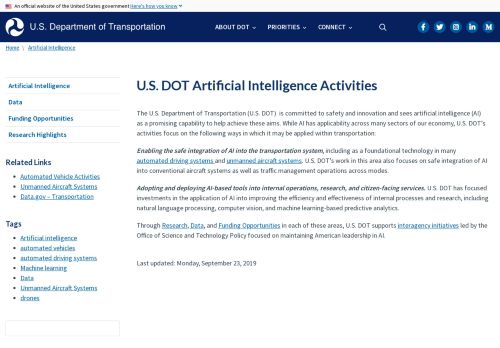 An official website of the United States government Here's how you know
U.S. Department of Transportation
ABOUT DOT
PRIORITIES
CONNECT
Home \ Artificial Intelligence
Artificial Intelligence
Data
Funding Opportunities
Research Highlights
Related Links
Automated Vehicle Activities
Unmanned Aircraft Systems
Data.gov – Transportation
Tags
Artificial intelligence
automated vehicles
automated driving systems
Machine learning
Data
Unmanned Aircraft Systems
drones
U.S. DOT Artificial Intelligence Activities
The U.S. Department of Transportation (U.S. DOT) is committed to safety and innovation and sees artificial intelligence (AI)
as a promising capability to help achieve these aims. While AI has applicability across many sectors of our economy, U.S. DOT's
activities focus on the following ways in which it may be applied within transportation:
Enabling the safe integration of AI into the transportation system, including as a foundational technology in many
automated driving systems and unmanned aircraft systems. U.S. DOT's work in this area also focuses on safe integration of AI
into conventional aircraft systems as well as traffic management operations across modes.
Adopting and deploying AI-based tools into internal operations, research, and citizen-facing services. U.S. DOT has focused
investments in the application of AI into improving the efficiency and effectiveness of internal processes and research, including
natural language processing, computer vision, and machine learning-based predictive analytics.
Through Research, Data, and Funding Opportunities in each of these areas, U.S. DOT supports interagency initiatives led by the
Office of Science and Technology Policy focused on maintaining American leadership in AI.
Last updated: Monday, September 23, 2019